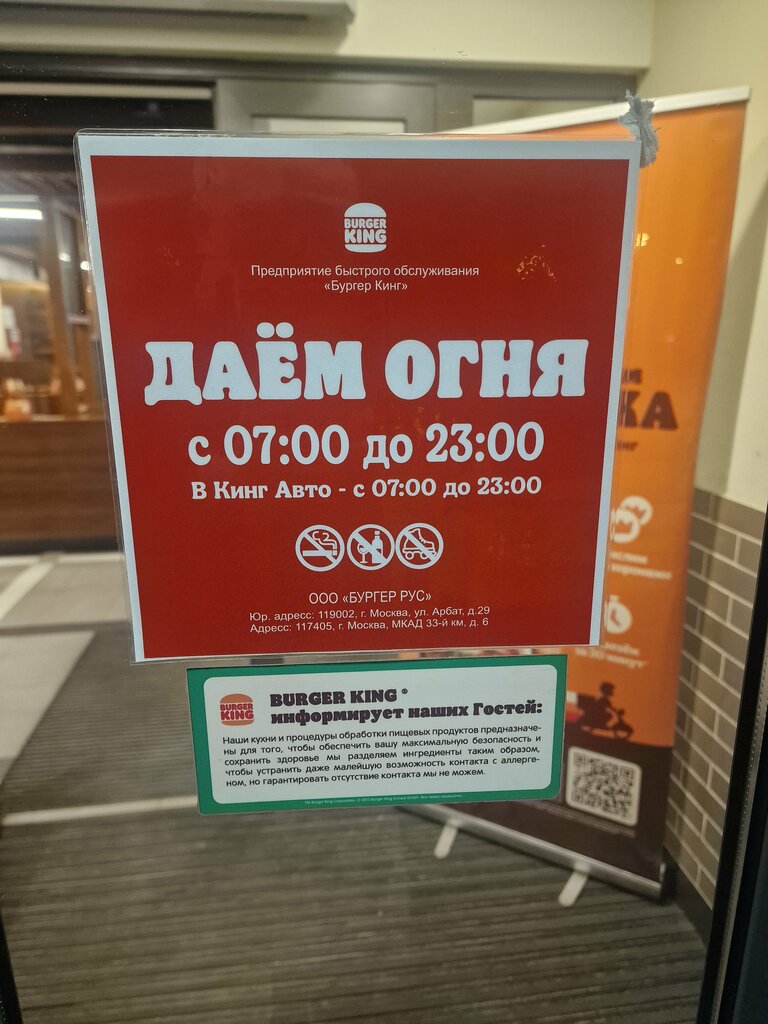 BURGER
KING
Предприятие быстрого обслуживания
«Бургер Кинг»
ДАЁМ ОГНЯ
с 07:00 до 23:00
В Кинг Авто - с 07:00 до 23:00
ООО «БУРГЕР РУС»
Юр. адресс: 119002, г. Москва, ул. Арбат, д.29
Адресс: 117405, г. Москва, МКАД 33-й км, д. 6
BURGER
KING
BURGER KING ®
информирует наших Гостей:
Наши кухни и процедуры обработки пищевых продуктов предназначе-
ны для того, чтобы обеспечить вашу максимальную безопасность и
сохранить здоровье мы разделяем ингредиенты таким образом,
чтобы устранить даже малейшую возможность контакта с аллерге-
ном, но гарантировать отсутствие контакта мы не можем.